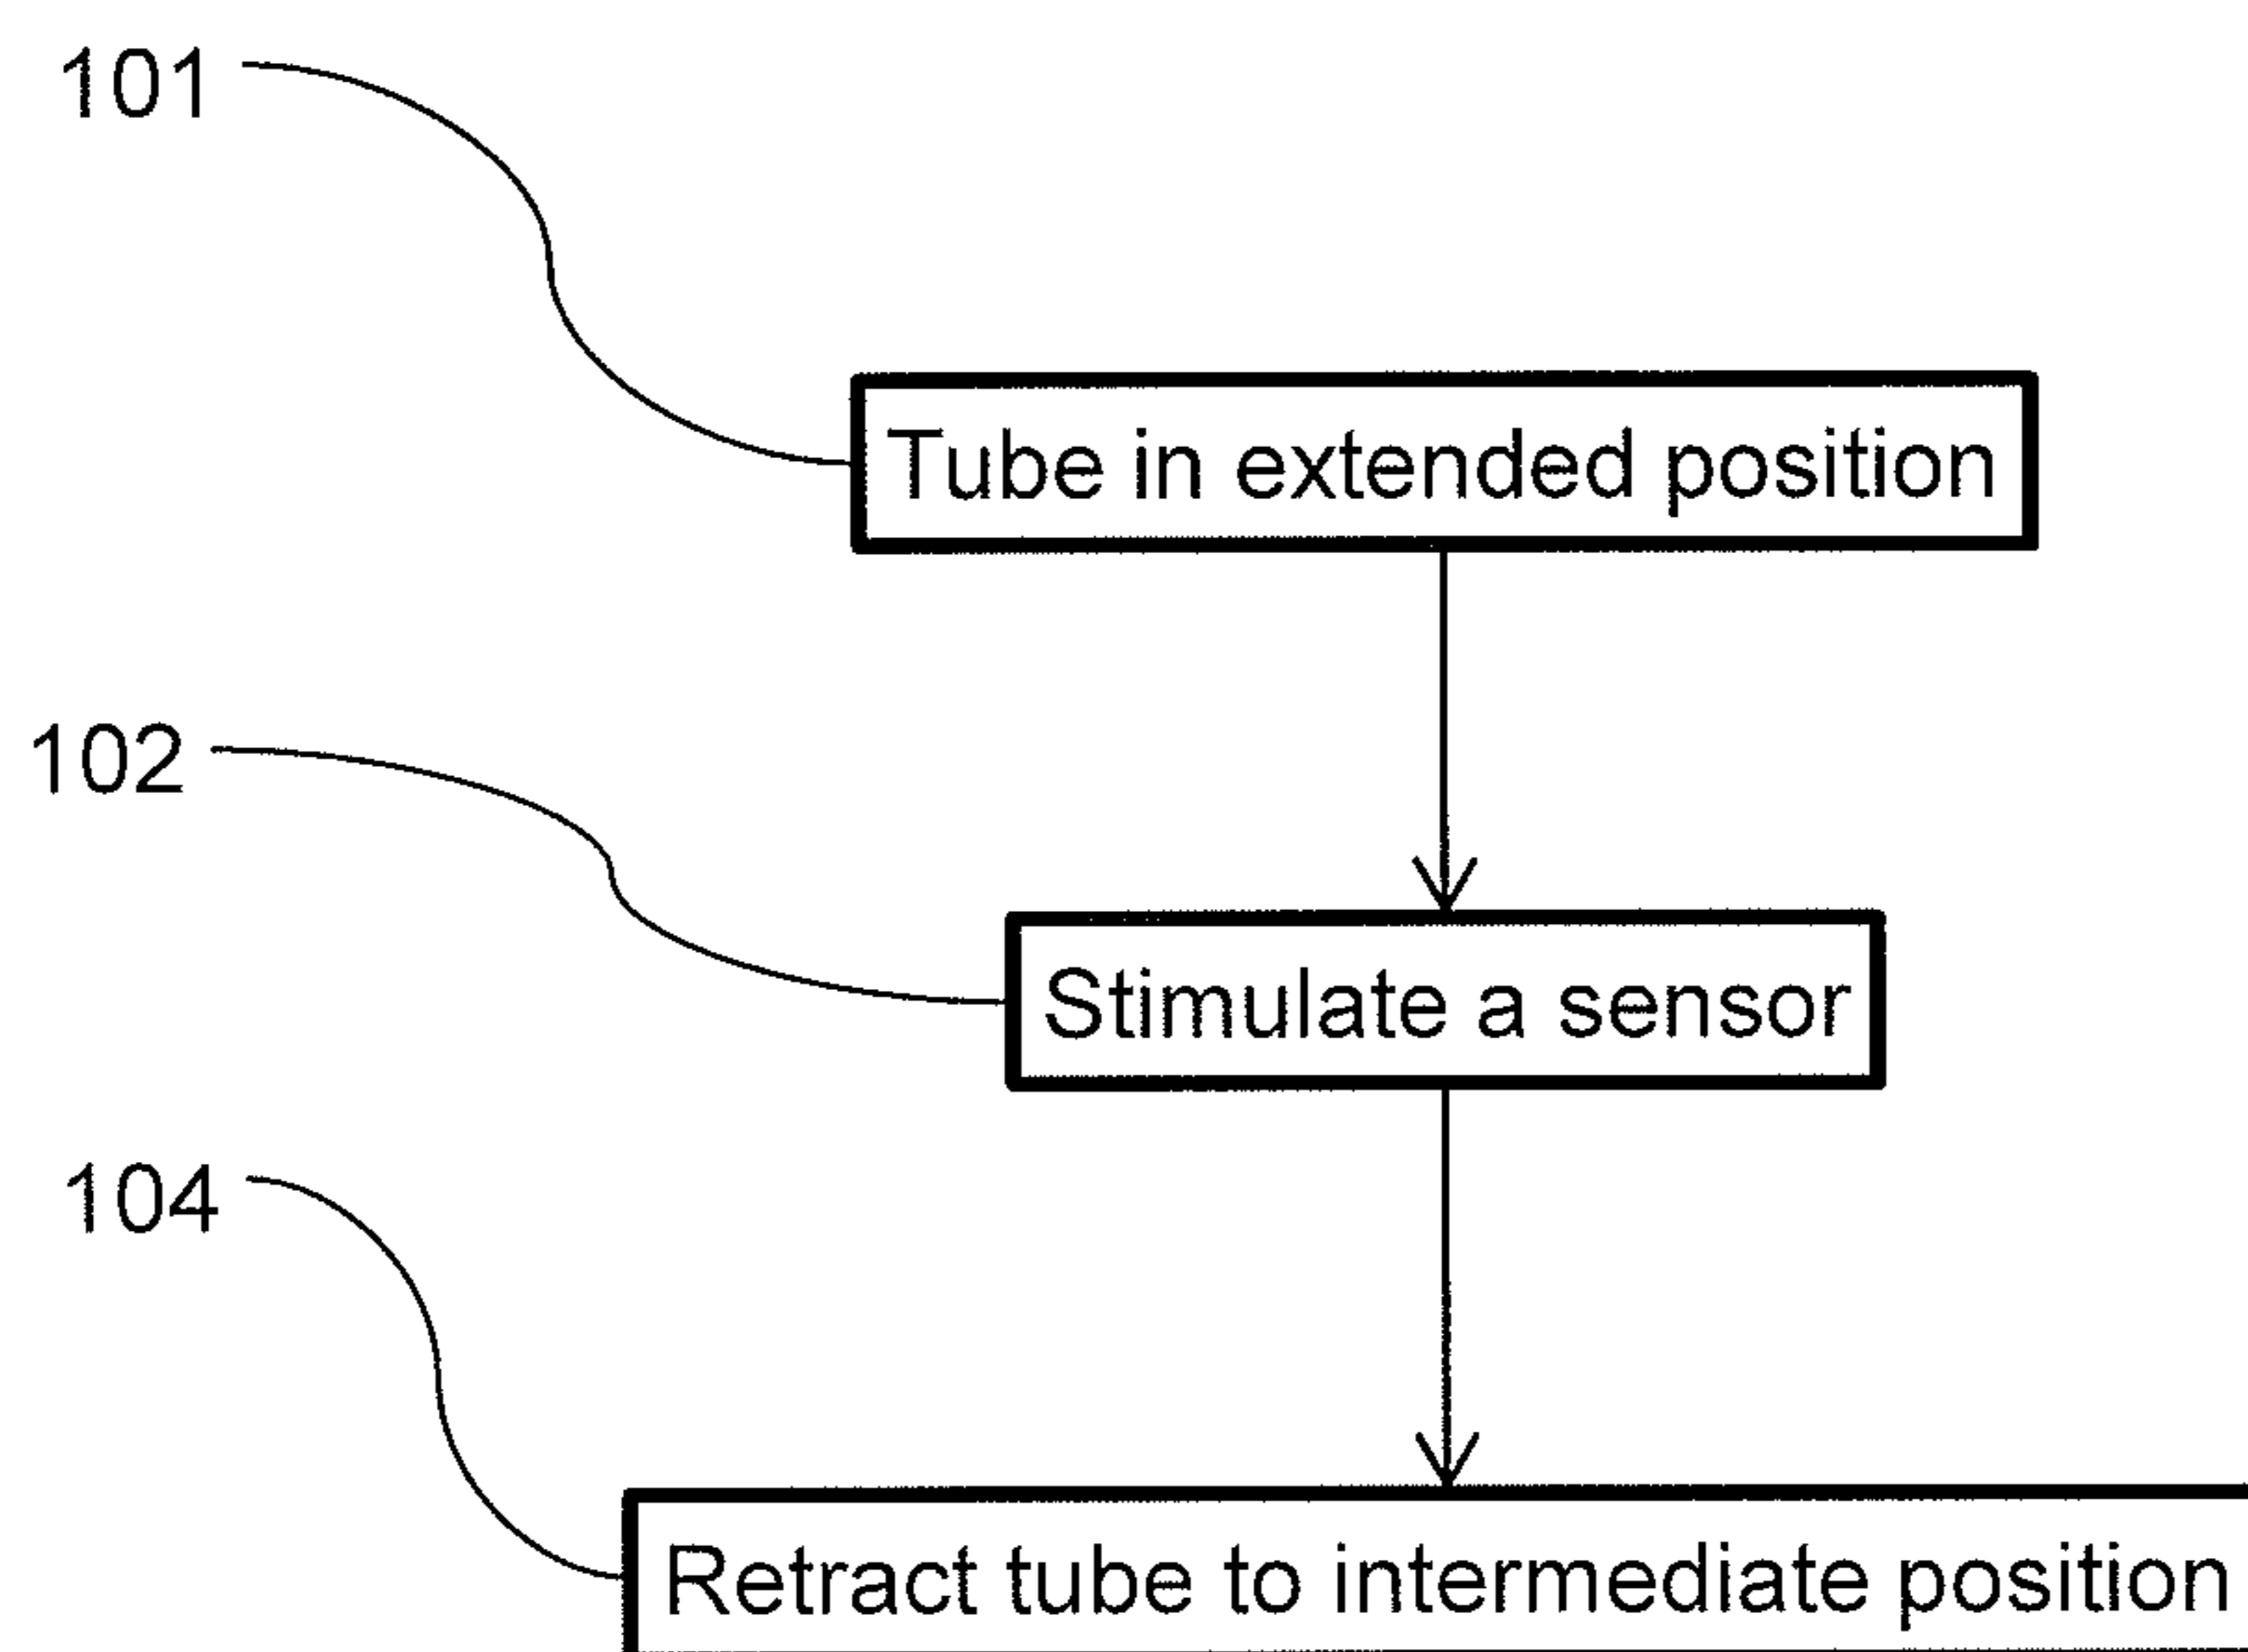 101
Tube in extended position
102
Stimulate a sensor
104
Retract tube to intermediate position